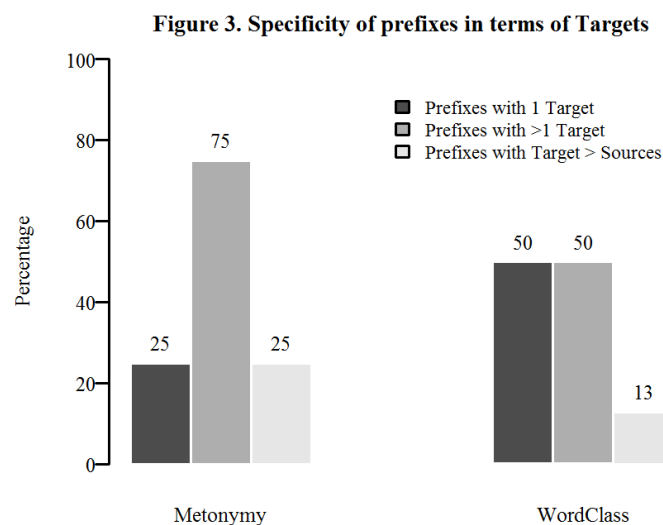 Figure 3. Specificity of prefixes in terms of Targets
100
80
60
40
20
0
Percentage
Prefixes with 1 Target
Prefixes with >1 Target
Prefixes with Target > Sources
25
75
25
50
50
13
Metonymy
WordClass